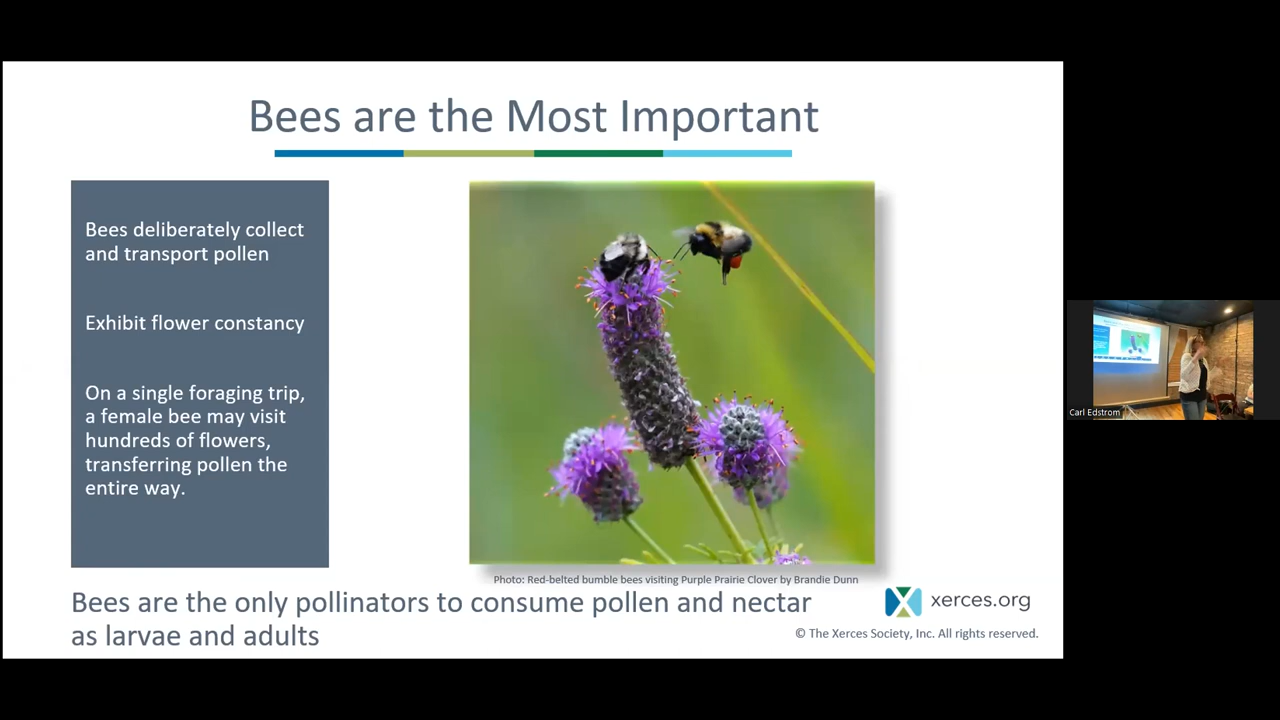 Bees are the Most Important
Bees deliberately collect
and transport pollen
Exhibit flower constancy
On a single foraging trip,
a female bee may visit
hundreds of flowers,
transferring pollen the
entire way.
Photo: Red-belted bumble bees visiting Purple Prairie Clover by Brandie Dunn
Bees are the only pollinators to consume pollen and nectar
as larvae and adults
xerces.org
© The Xerces Society, Inc. All rights reserved.
Carl Edstrom